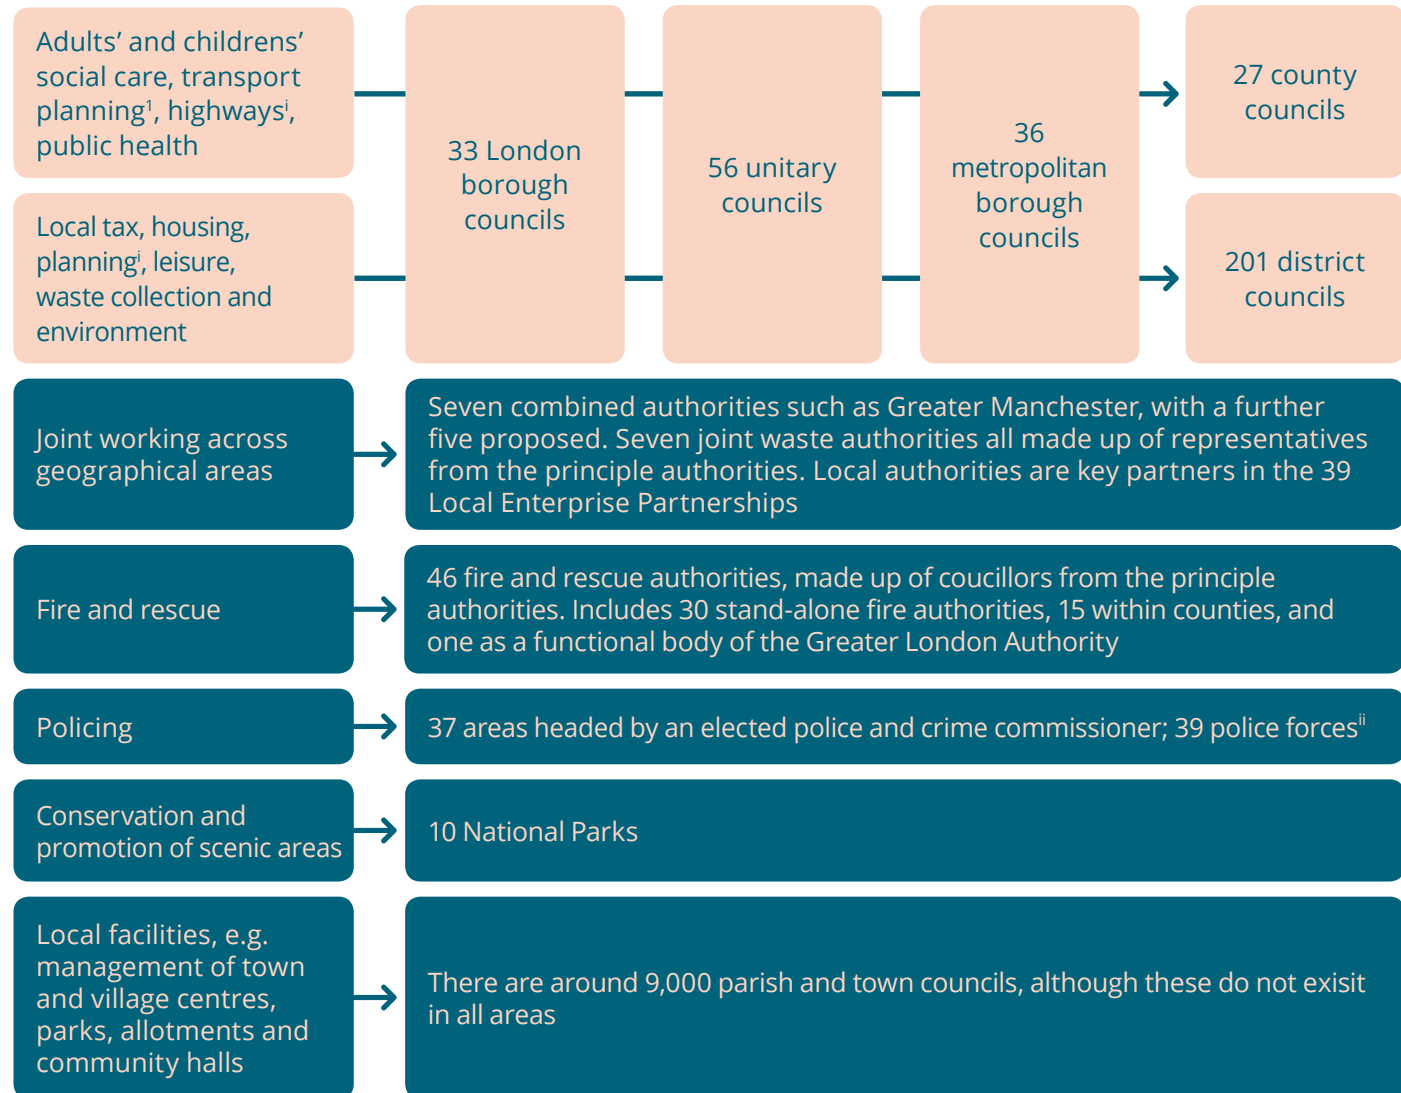 Adults’ and childrens’
social care, transport
planning¹, highwaysⁱ,
public health
33 London
borough
councils
56 unitary
councils
36
metropolitan
borough
councils
27 county
councils
Local tax, housing,
planningⁱ, leisure,
waste collection and
environment
201 district
councils
Joint working across
geographical areas
Seven combined authorities such as Greater Manchester, with a further
five proposed. Seven joint waste authorities all made up of representatives
from the principle authorities. Local authorities are key partners in the 39
Local Enterprise Partnerships
Fire and rescue
46 fire and rescue authorities, made up of coucillors from the principle
authorities. Includes 30 stand-alone fire authorities, 15 within counties, and
one as a functional body of the Greater London Authority
Policing
37 areas headed by an elected police and crime commissioner; 39 police forcesⁱⁱ
Conservation and
promotion of scenic areas
10 National Parks
Local facilities, e.g.
management of town
and village centres,
parks, allotments and
community halls
There are around 9,000 parish and town councils, although these do not exisit
in all areas